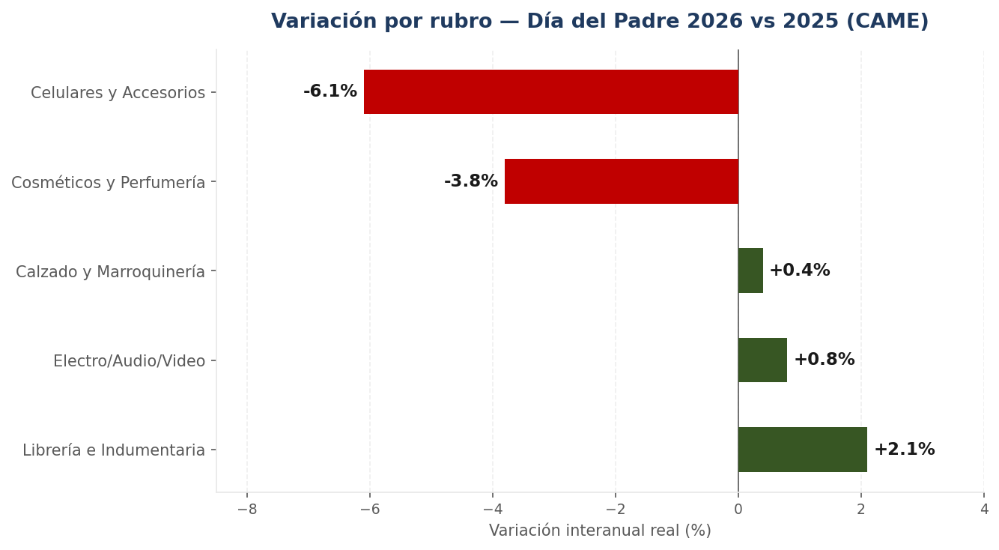 Variación por rubro — Día del Padre 2026 vs 2025 (CAME)
Celulares y Accesorios
-6.1%
Cosméticos y Perfumería
-3.8%
Calzado y Marroquinería
+0.4%
Electro/Audio/Video
+0.8%
Librería e Indumentaria
+2.1%
−8 −6 −4 −2 0 2 4
Variación interanual real (%)